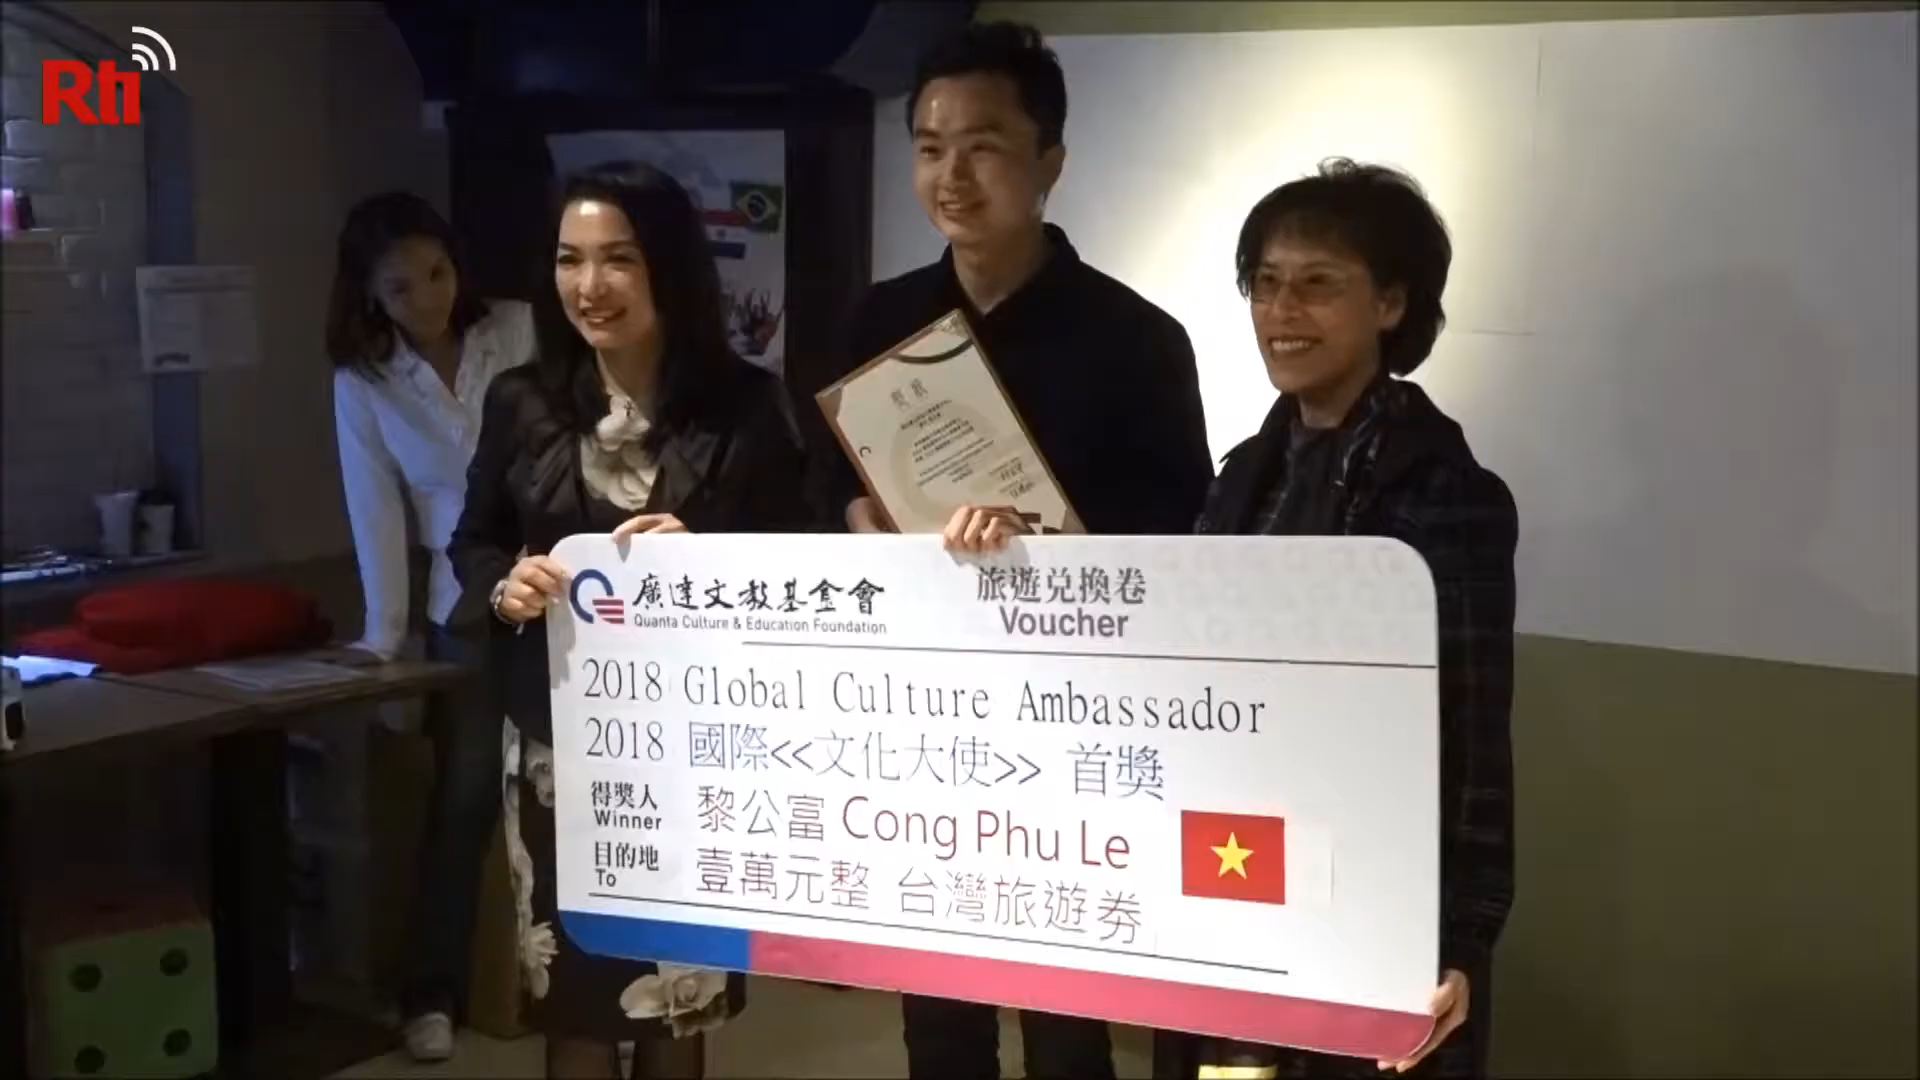 Rti
獎狀
廣達文教基金會
Quanta Culture & Education Foundation
旅遊兌換卷
Voucher
2018 Global Culture Ambassador
2018 國際<<文化大使>> 首獎
得獎人
Winner
黎公富 Cong Phu Le
目的地
To
壹萬元整 台灣旅遊券